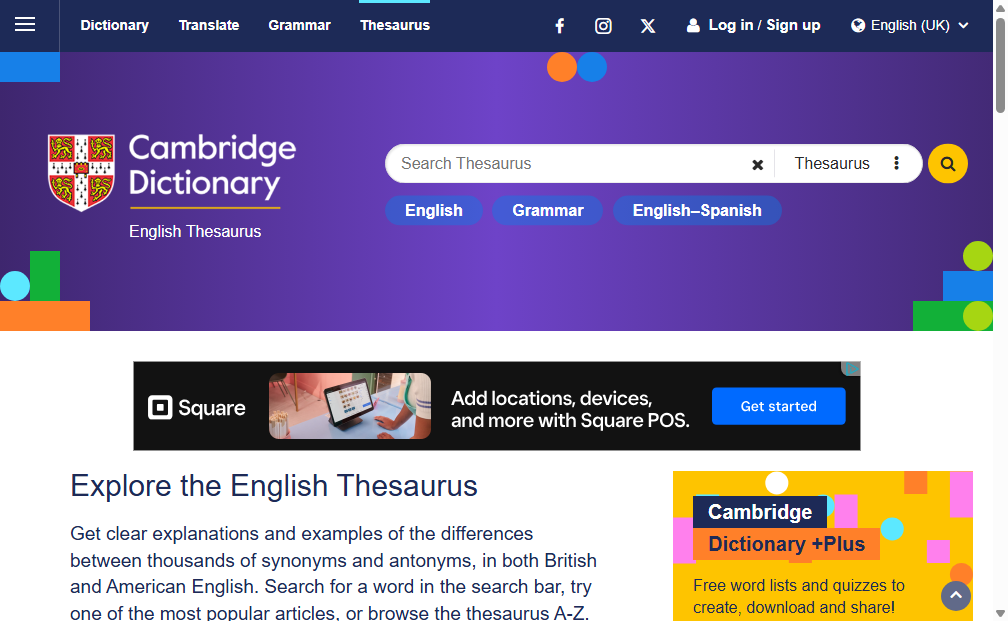 Dictionary Translate Grammar Thesaurus Log in / Sign up English (UK)
Cambridge
Dictionary
English Thesaurus
Search Thesaurus Thesaurus
English Grammar English–Spanish
Square
Add locations, devices,
and more with Square POS.
Get started
Explore the English Thesaurus
Get clear explanations and examples of the differences
between thousands of synonyms and antonyms, in both British
and American English. Search for a word in the search bar, try
one of the most popular articles, or browse the thesaurus A-Z.
Cambridge
Dictionary +Plus
Free word lists and quizzes to
create, download and share!